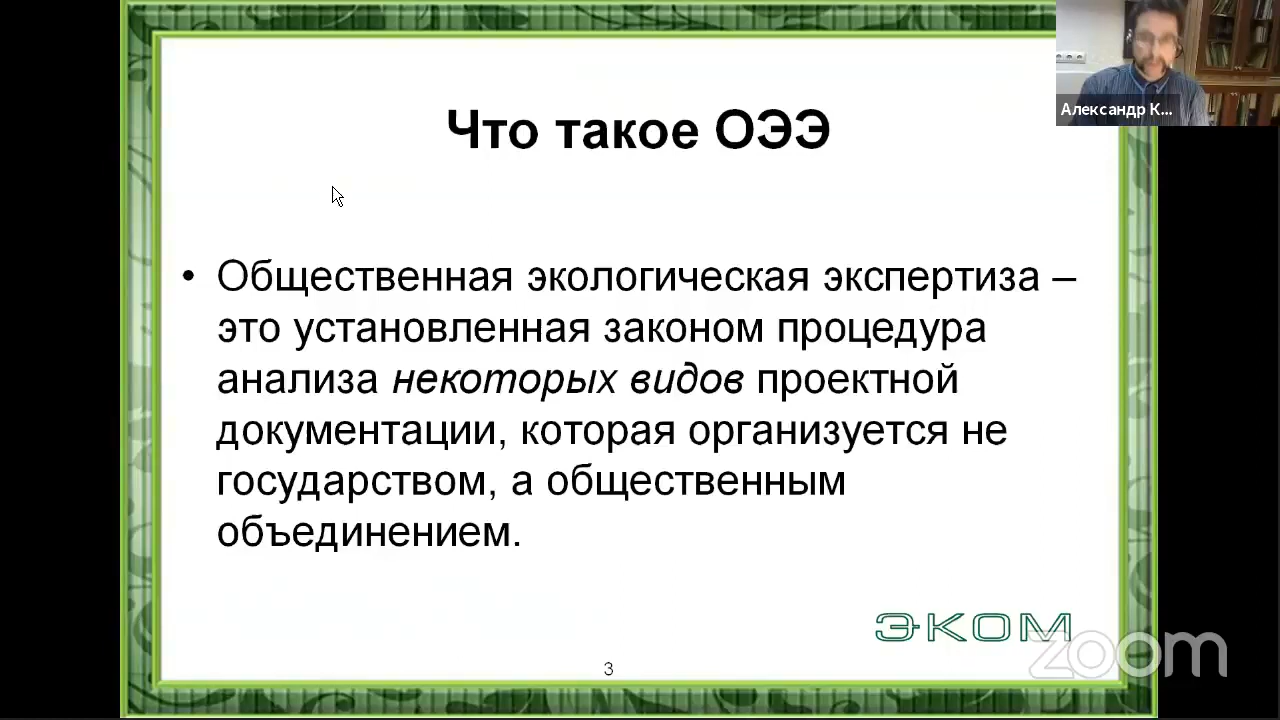 Что такое ОЭЭ
Александр К...
• Общественная экологическая экспертиза –
это установленная законом процедура
анализа некоторых видов проектной
документации, которая организуется не
государством, а общественным
объединением.
ЭКОМ
zoom
3